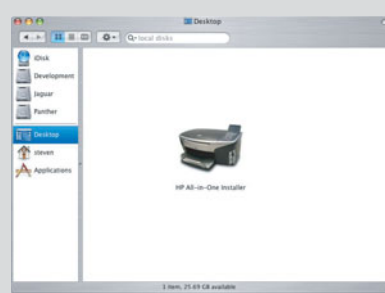 Desktop
local disks
iDisk
Development
Jaguar
Panther
Desktop
steven
Applications
HP All-in-One Installer
1 item, 25.69 GB available